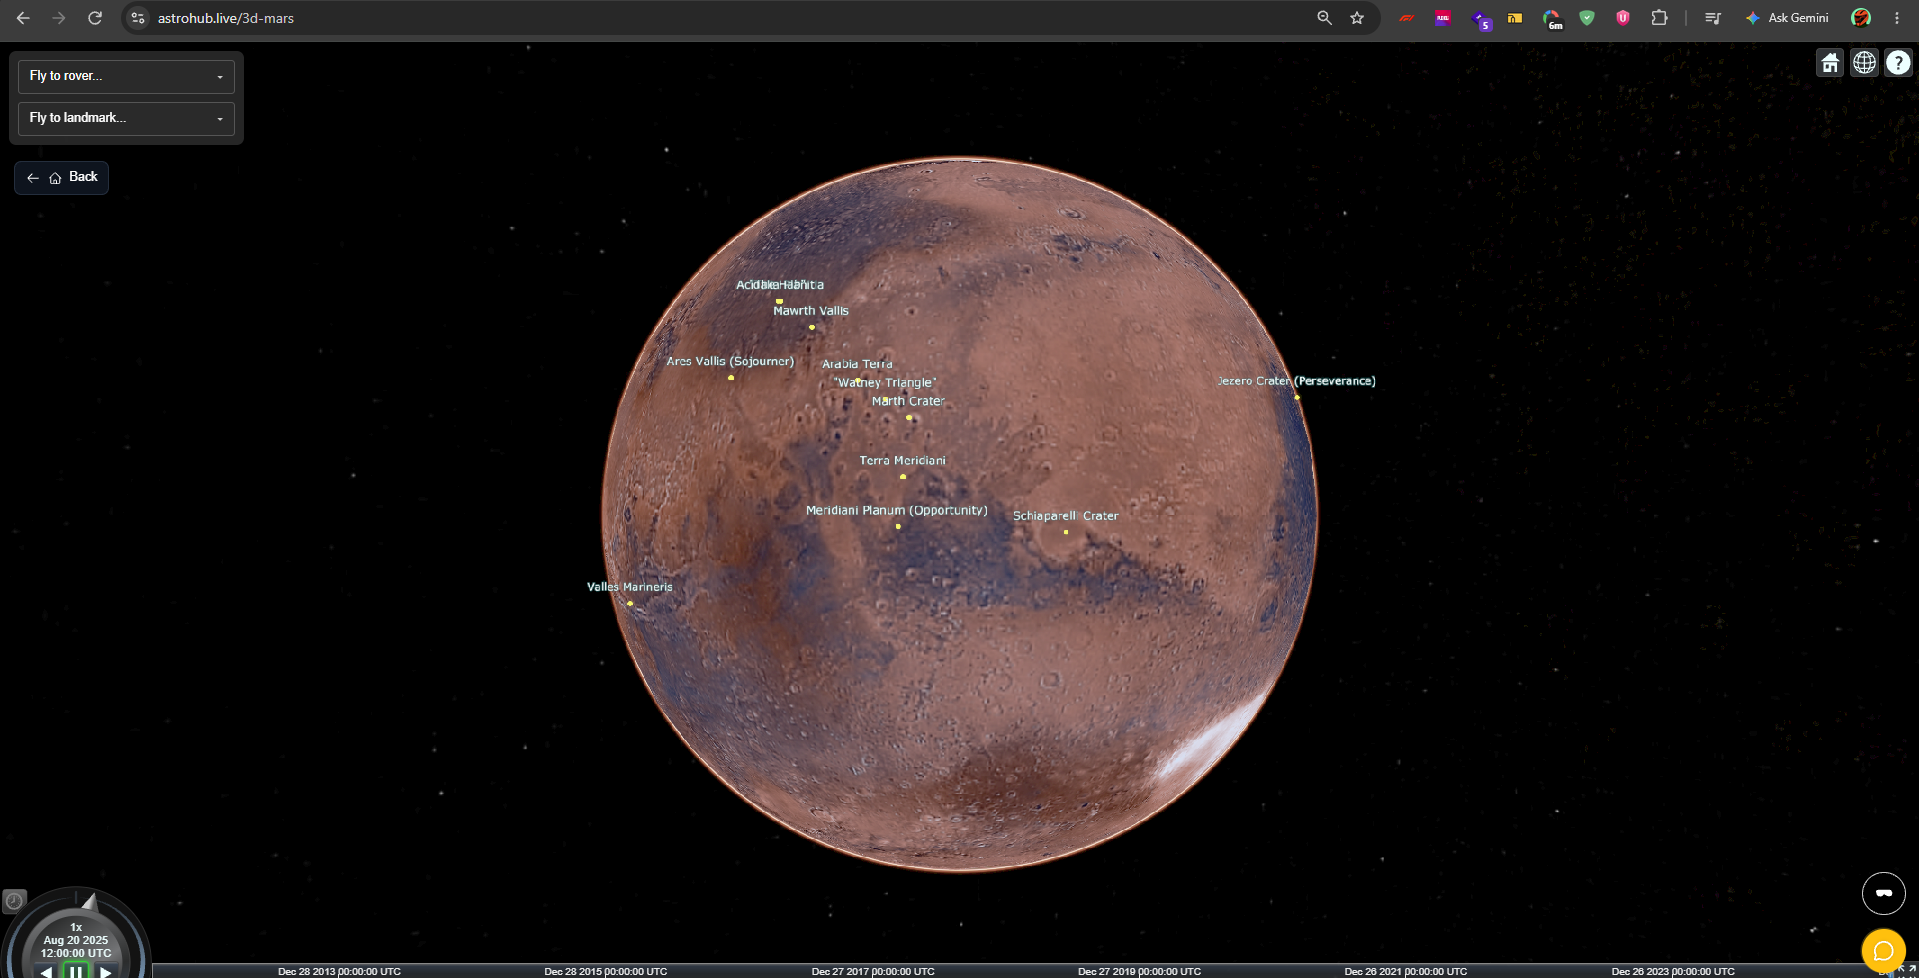 astrohub.live/3d-mars
5
6m
Ask Gemini
Fly to rover...
Fly to landmark...
Back
?
Mawrth Vallis
Ares Vallis (Sojourner)
Arabia Terra
"Watney Triangle"
Marth Crater
Jezero Crater (Perseverance)
Terra Meridiani
Meridiani Planum (Opportunity)
Schiaparell Crater
Valles Marineris
1x
Aug 20 2025
12:00:00 UTC
Dec 28 2013 00:00:00 UTC
Dec 28 2015 00:00:00 UTC
Dec 27 2017 00:00:00 UTC
Dec 27 2019 00:00:00 UTC
Dec 26 2021 00:00:00 UTC
Dec 26 2023 00:00:00 UTC